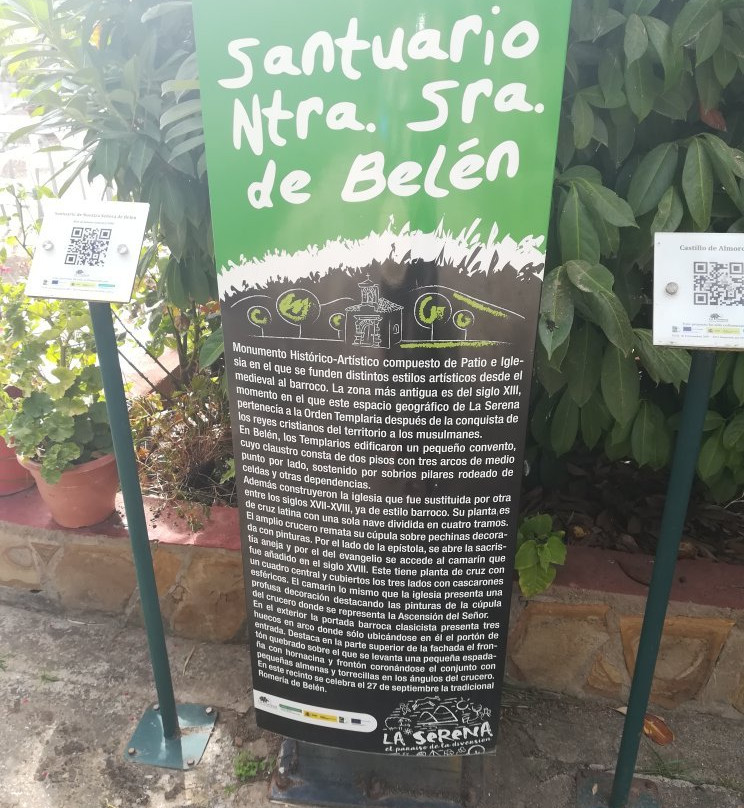 Santuario
Ntra. Sra.
de Belén
Monumento Histórico-Artístico compuesto de Patio e Igle-
sia en el que se funden distintos estilos artísticos desde el
medieval al barroco. La zona más antigua es del siglo XIII,
momento en el que este espacio geográfico de La Serena
pertenecía a la Orden Templaria después de la conquista de
los reyes cristianos del territorio a los musulmanes.
En Belén, los Templarios edificaron un pequeño convento,
cuyo claustro consta de dos pisos con tres arcos de medio
punto por lado, sostenido por sobrios pilares rodeado de
celdas y otras dependencias.
Además construyeron la iglesia que fue sustituida por otra
entre los siglos XVII-XVIII, ya de estilo barroco. Su planta es
de cruz latina con una sola nave dividida en cuatro tramos.
El amplio crucero remata su cúpula sobre pechinas decora-
da con pinturas. Por el lado de la epístola, se abre la sacris-
tía aneja y por el del evangelio se accede al camarín que
fue añadido en el siglo XVIII. Este tiene planta de cruz con
un cuadro central y cubiertos los tres lados con cascarones
esféricos. El camarín lo mismo que la iglesia presenta una
profusa decoración destacando las pinturas de la cúpula
del crucero donde se representa la Ascensión del Señor.
En el exterior la portada barroca clasicista presenta tres
huecos en arco donde sólo ubicándose en él el portón de
entrada. Destaca en la parte superior de la fachada el fron-
tón quebrado sobre el que se levanta una pequeña espada-
ña con hornacina y frontón coronándose el conjunto con
pequeñas almenas y torrecillas en los ángulos del crucero.
En este recinto se celebra el 27 de septiembre la tradicional
Romería de Belén.
LA SERENA
el paraíso de la diversión
Santuario de Nuestra Señora de Belén
Castillo de Almor